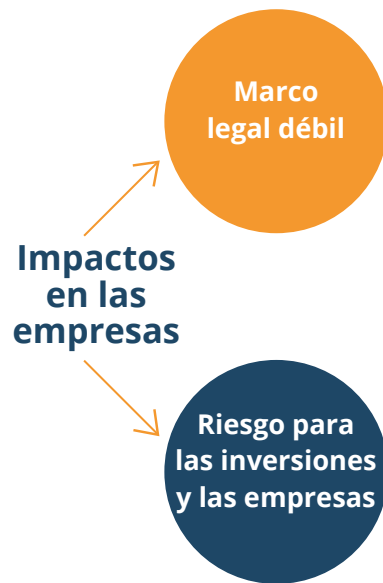 Marco
legal débil
Impactos
en las
empresas
Riesgo para
las inversiones
y las empresas